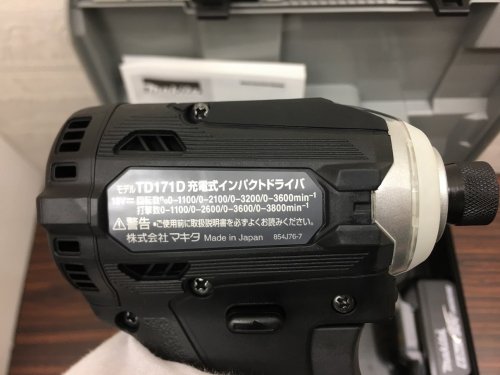 makita
モデル TD171D 充電式インパクトドライバ
18V⎓ 回転数n₀0-1100/0-2100/0-3200/0-3600min⁻¹
打撃数0-1100/0-2600/0-3600/0-3800min⁻¹
⚠警告 •ご使用前に取扱説明書を必ずよくお読みください。
株式会社 マキタ Made in Japan 854J76-7